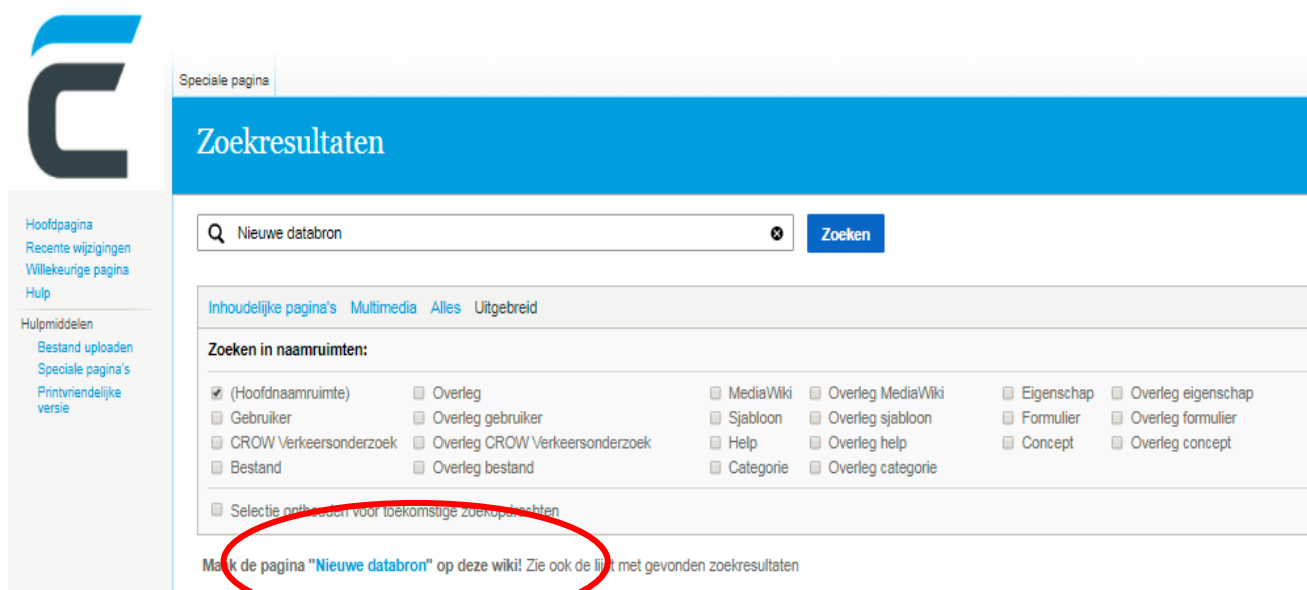 Speciale pagina
Zoekresultaten
Hoofdpagina
Recente wijzigingen
Willekeurige pagina
Hulp
Hulpmiddelen
Bestand uploaden
Speciale pagina's
Printvriendelijke
versie
Nieuwe databron
Zoeken
Inhoudelijke pagina's Multimedia Alles Uitgebreid
Zoeken in naamruimten:
(Hoofdnaamruimte) Overleg MediaWiki Overleg MediaWiki Eigenschap Overleg eigenschap
Gebruiker Overleg gebruiker Sjabloon Overleg sjabloon Formulier Overleg formulier
CROW Verkeersonderzoek Overleg CROW Verkeersonderzoek Help Overleg help Concept Overleg concept
Bestand Overleg bestand Categorie Overleg categorie
Selectie onthouden voor toekomstige zoekopdrachten
Maak de pagina "Nieuwe databron" op deze wiki! Zie ook de lijst met gevonden zoekresultaten